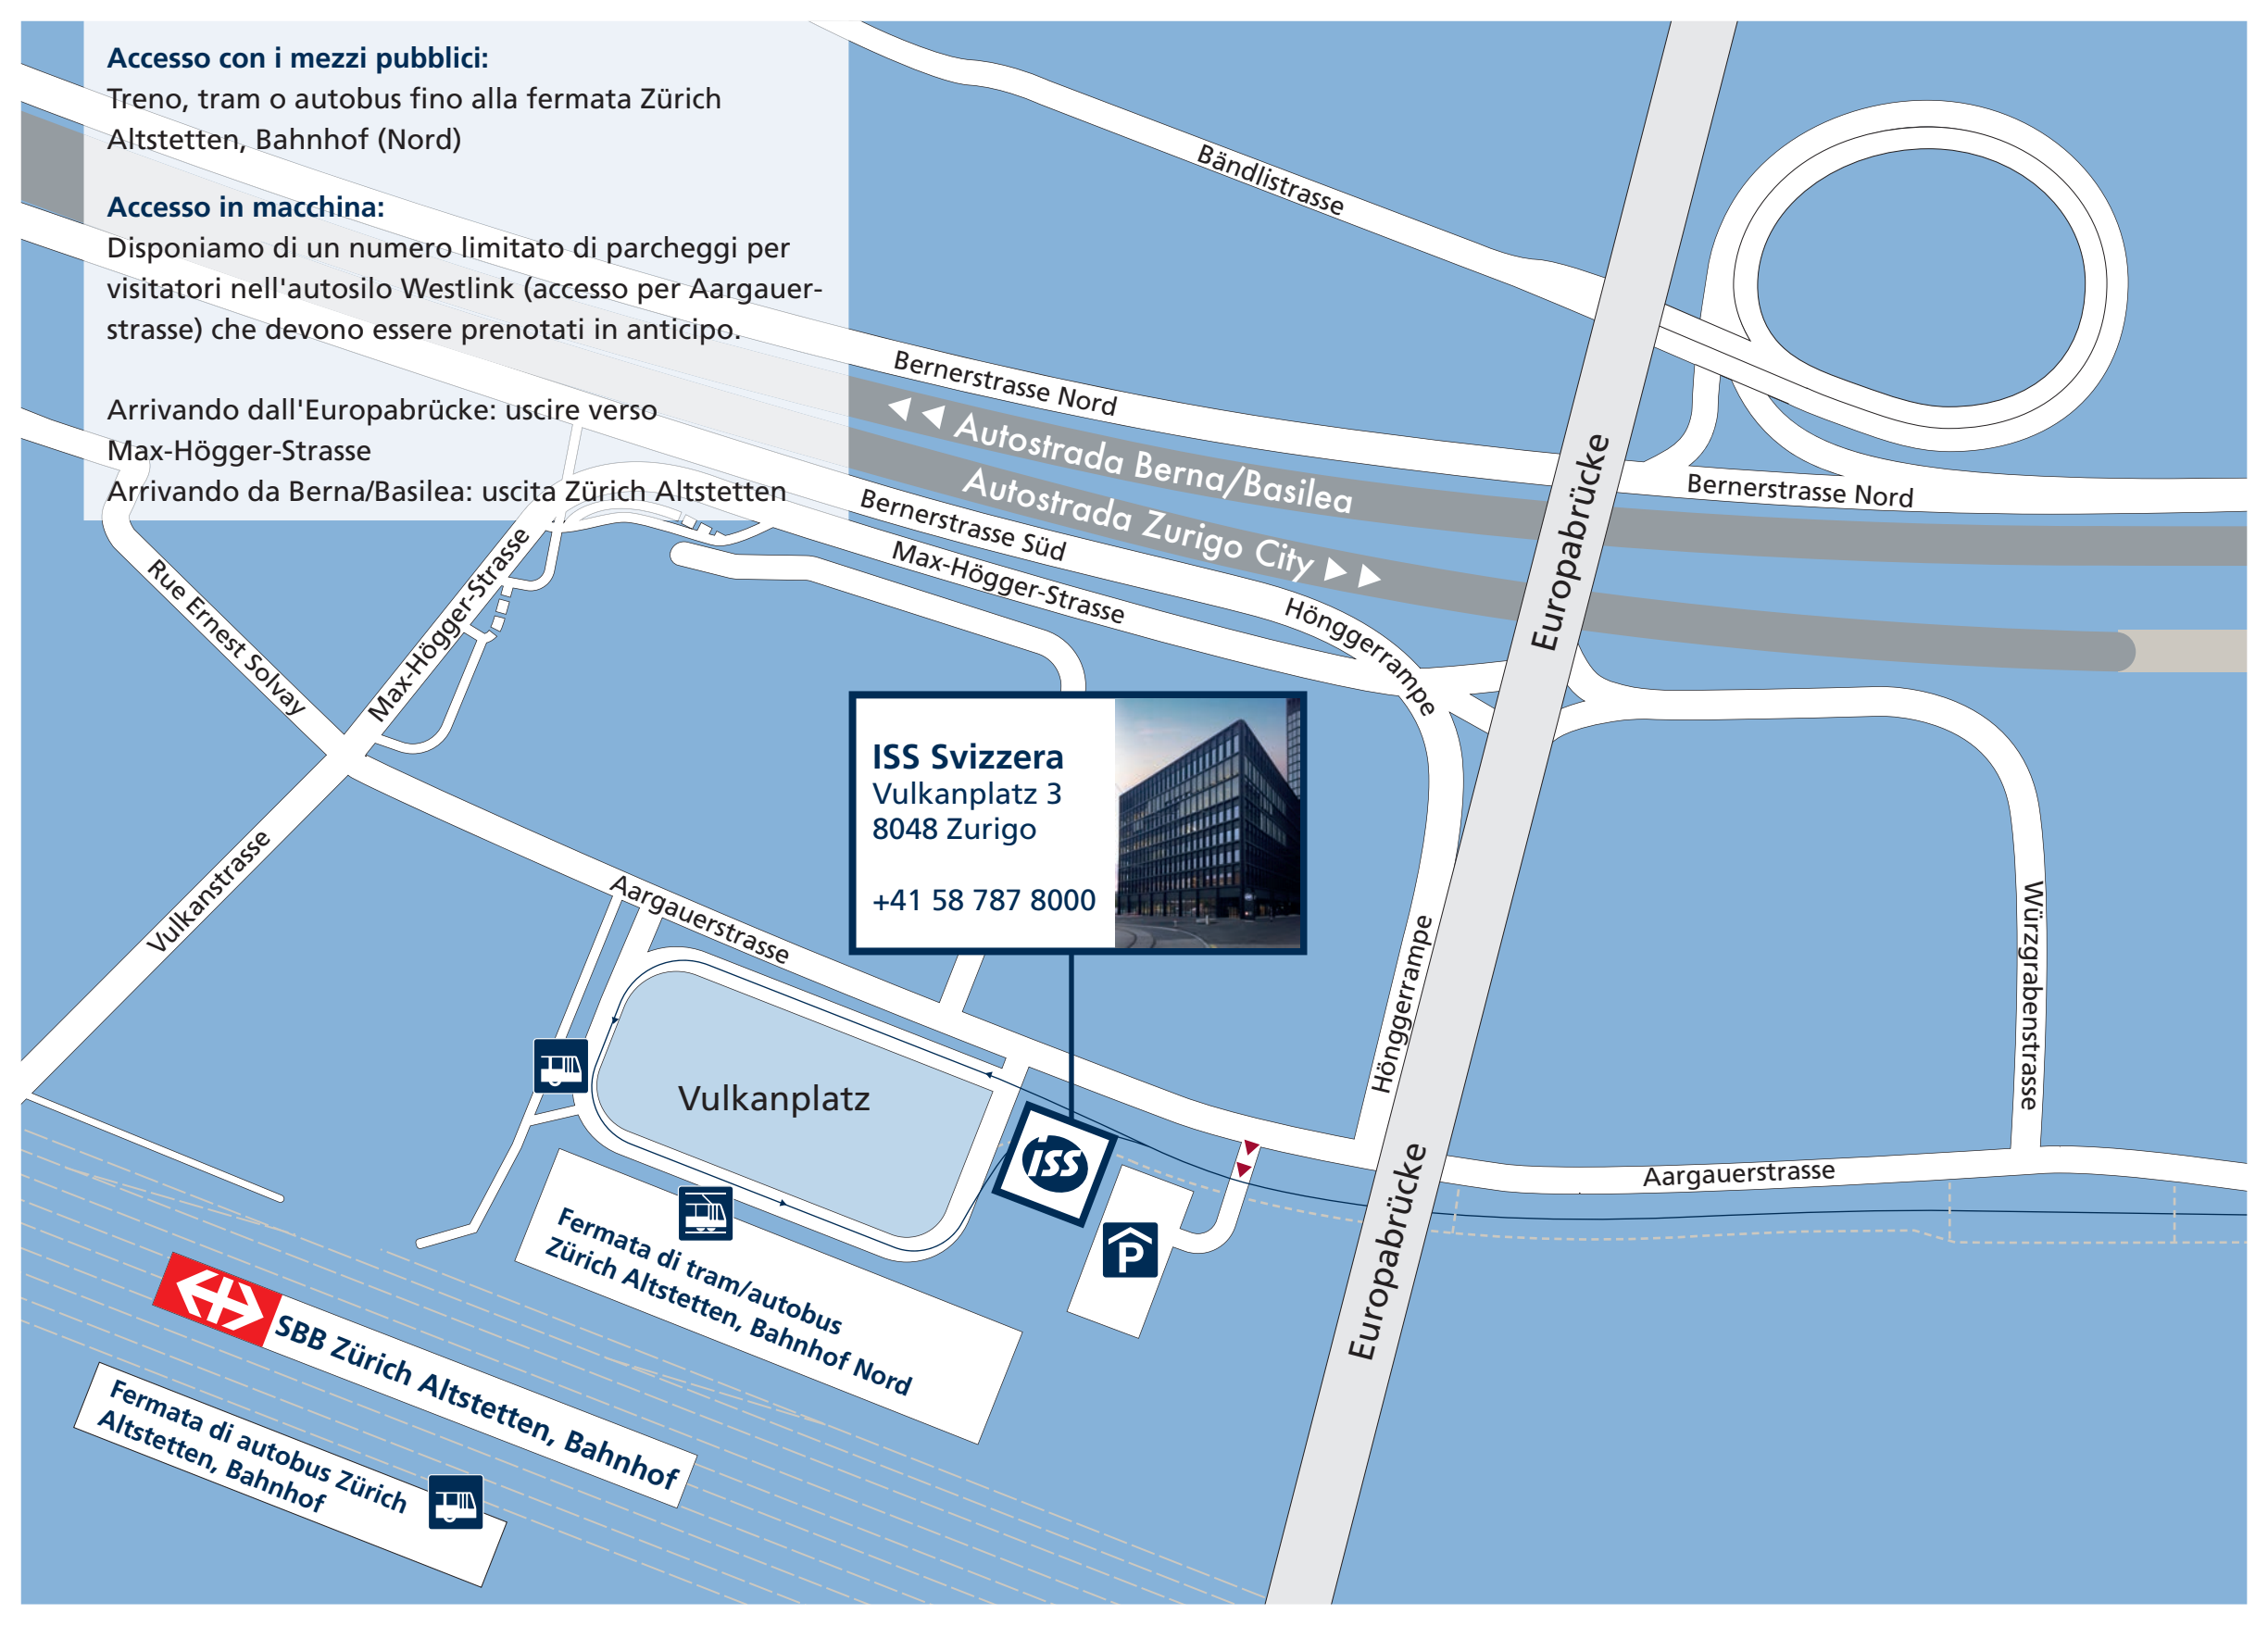 Accesso con i mezzi pubblici:
Treno, tram o autobus fino alla fermata Zürich
Altstetten, Bahnhof (Nord)
Accesso in macchina:
Disponiamo di un numero limitato di parcheggi per
visitatori nell'autosilo Westlink (accesso per Aargauer-
strasse) che devono essere prenotati in anticipo.
Arrivando dall'Europabrücke: uscire verso
Max-Högger-Strasse
Arrivando da Berna/Basilea: uscita Zürich Altstetten
Bändlistrasse
Bernerstrasse Nord
Autostrada Berna/Basilea
Autostrada Zurigo City
Bernerstrasse Süd
Max-Högger-Strasse
Hönggerrampe
Europabrücke
Bernerstrasse Nord
Rue Ernest Solvay
Max-Högger-Strasse
Vulkanstrasse
ISS Svizzera
Vulkanplatz 3
8048 Zurigo
+41 58 787 8000
Aargauerstrasse
Hönggerrampe
Würzgrabenstrasse
Vulkanplatz
ISS
P
Aargauerstrasse
Europabrücke
Fermata di tram/autobus
Zürich Altstetten, Bahnhof Nord
SBB Zürich Altstetten, Bahnhof
Fermata di autobus Zürich
Altstetten, Bahnhof